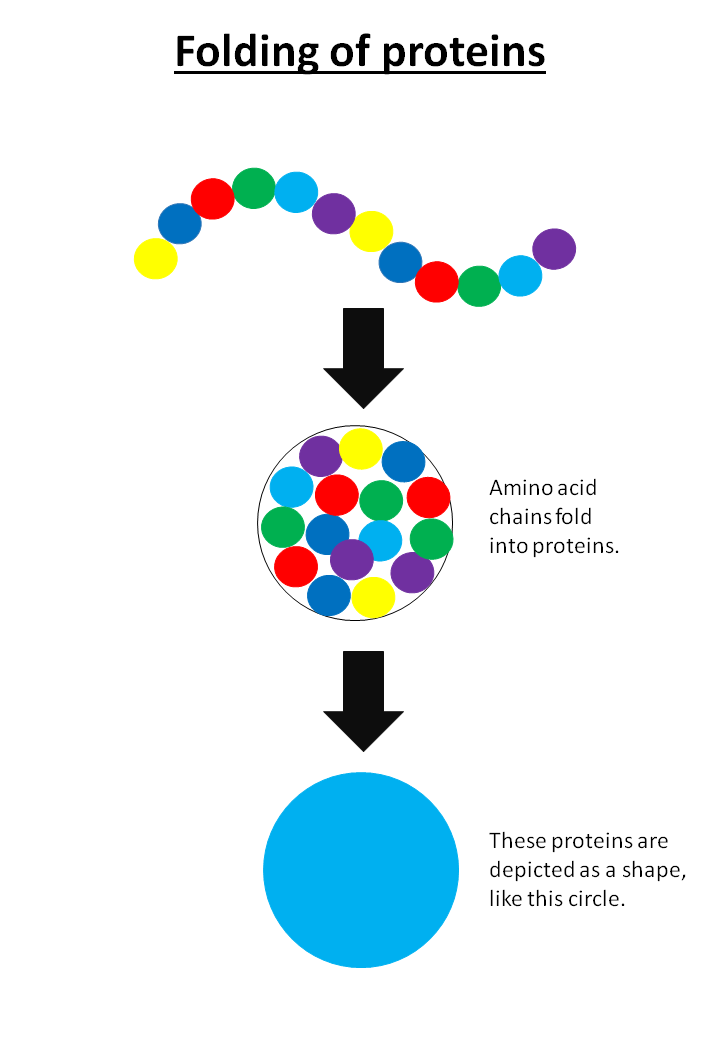 Folding of proteins
Amino acid
chains fold
into proteins.
These proteins are
depicted as a shape,
like this circle.